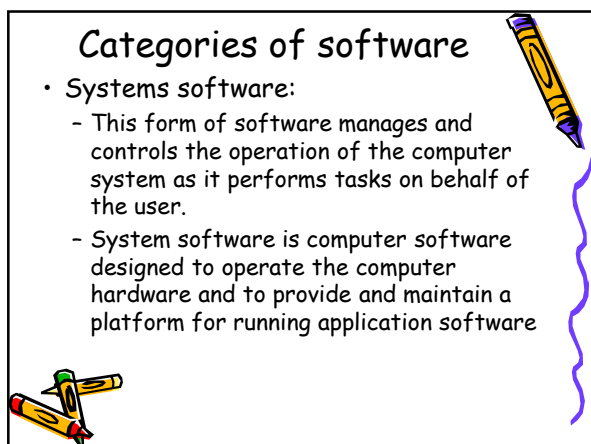 Categories of software
• Systems software:
– This form of software manages and
controls the operation of the computer
system as it performs tasks on behalf of
the user.
– System software is computer software
designed to operate the computer
hardware and to provide and maintain a
platform for running application software